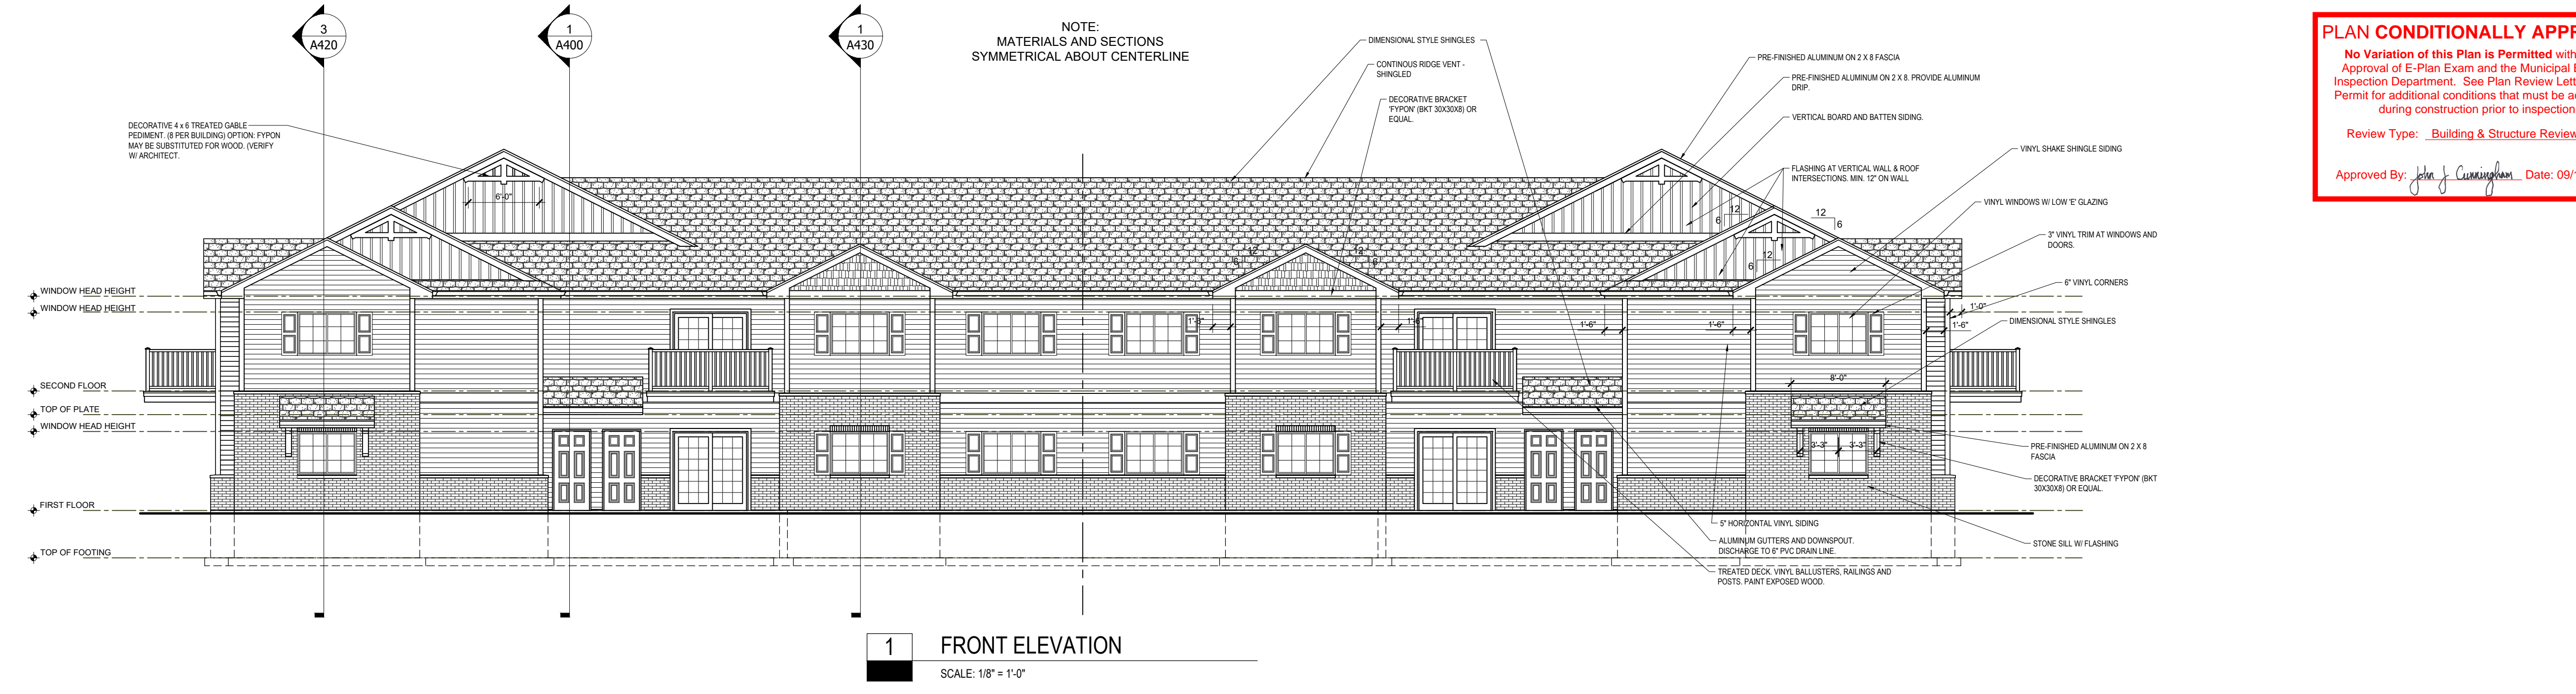 3
A420
1
A400
1
A430
NOTE:
MATERIALS AND SECTIONS
SYMMETRICAL ABOUT CENTERLINE
DIMENSIONAL STYLE SHINGLES
CONTINOUS RIDGE VENT -
SHINGLED
DECORATIVE BRACKET
'FYPON' (BKT 30X30X8) OR
EQUAL.
PRE-FINISHED ALUMINUM ON 2 X 8 FASCIA
PRE-FINISHED ALUMINUM ON 2 X 8. PROVIDE ALUMINUM
DRIP.
VERTICAL BOARD AND BATTEN SIDING.
FLASHING AT VERTICAL WALL & ROOF
INTERSECTIONS. MIN. 12" ON WALL
PLAN CONDITIONALLY APPR
No Variation of this Plan is Permitted with
Approval of E-Plan Exam and the Municipal
Inspection Department. See Plan Review Lett
Permit for additional conditions that must be a
during construction prior to inspection
Review Type: Building & Structure Review
Approved By: John J Cunningham Date: 09/
DECORATIVE 4 x 6 TREATED GABLE
PEDIMENT. (8 PER BUILDING) OPTION: FYPON
MAY BE SUBSTITUTED FOR WOOD. (VERIFY
W/ ARCHITECT.
6'-0"
12
6
12
6
12
6
12
6
12
6
VINYL SHAKE SHINGLE SIDING
VINYL WINDOWS W/ LOW 'E' GLAZING
3" VINYL TRIM AT WINDOWS AND
DOORS.
6" VINYL CORNERS
1'-0"
DIMENSIONAL STYLE SHINGLES
1'-6"
1'-6"
1'-6"
1'-6"
1'-6"
8'-0"
3'-3"
3'-3"
WINDOW HEAD HEIGHT
WINDOW HEAD HEIGHT
SECOND FLOOR
TOP OF PLATE
WINDOW HEAD HEIGHT
FIRST FLOOR
TOP OF FOOTING
PRE-FINISHED ALUMINUM ON 2 X 8
FASCIA
DECORATIVE BRACKET 'FYPON' (BKT
30X30X8) OR EQUAL.
5" HORIZONTAL VINYL SIDING
ALUMINUM GUTTERS AND DOWNSPOUT.
DISCHARGE TO 6" PVC DRAIN LINE.
STONE SILL W/ FLASHING
TREATED DECK. VINYL BALLUSTERS, RAILINGS AND
POSTS. PAINT EXPOSED WOOD.
1
FRONT ELEVATION
SCALE: 1/8" = 1'-0"